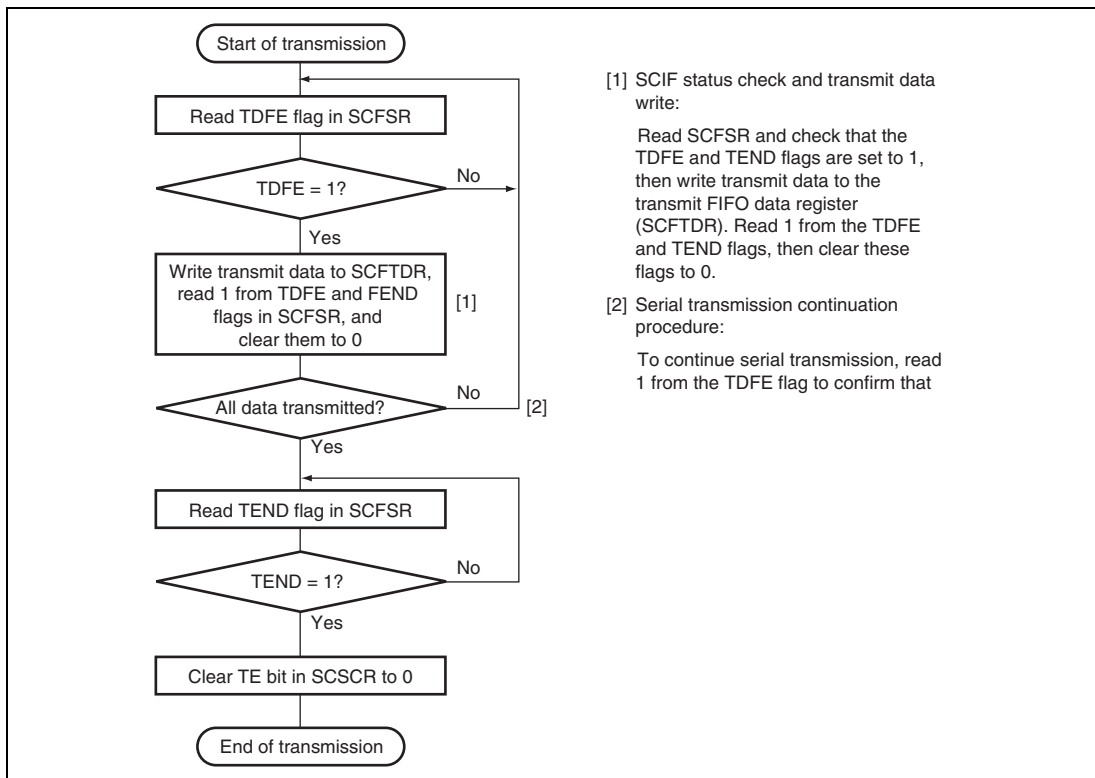 Start of transmission
Read TDFE flag in SCFSR
TDFE = 1?
No
Yes
Write transmit data to SCFTDR,
read 1 from TDFE and FEND
flags in SCFSR, and
clear them to 0
[1]
All data transmitted?
No
[2]
Yes
Read TEND flag in SCFSR
TEND = 1?
No
Yes
Clear TE bit in SCSCR to 0
End of transmission
[1] SCIF status check and transmit data
write:
Read SCFSR and check that the
TDFE and TEND flags are set to 1,
then write transmit data to the
transmit FIFO data register
(SCFTDR). Read 1 from the TDFE
and TEND flags, then clear these
flags to 0.
[2] Serial transmission continuation
procedure:
To continue serial transmission, read
1 from the TDFE flag to confirm that